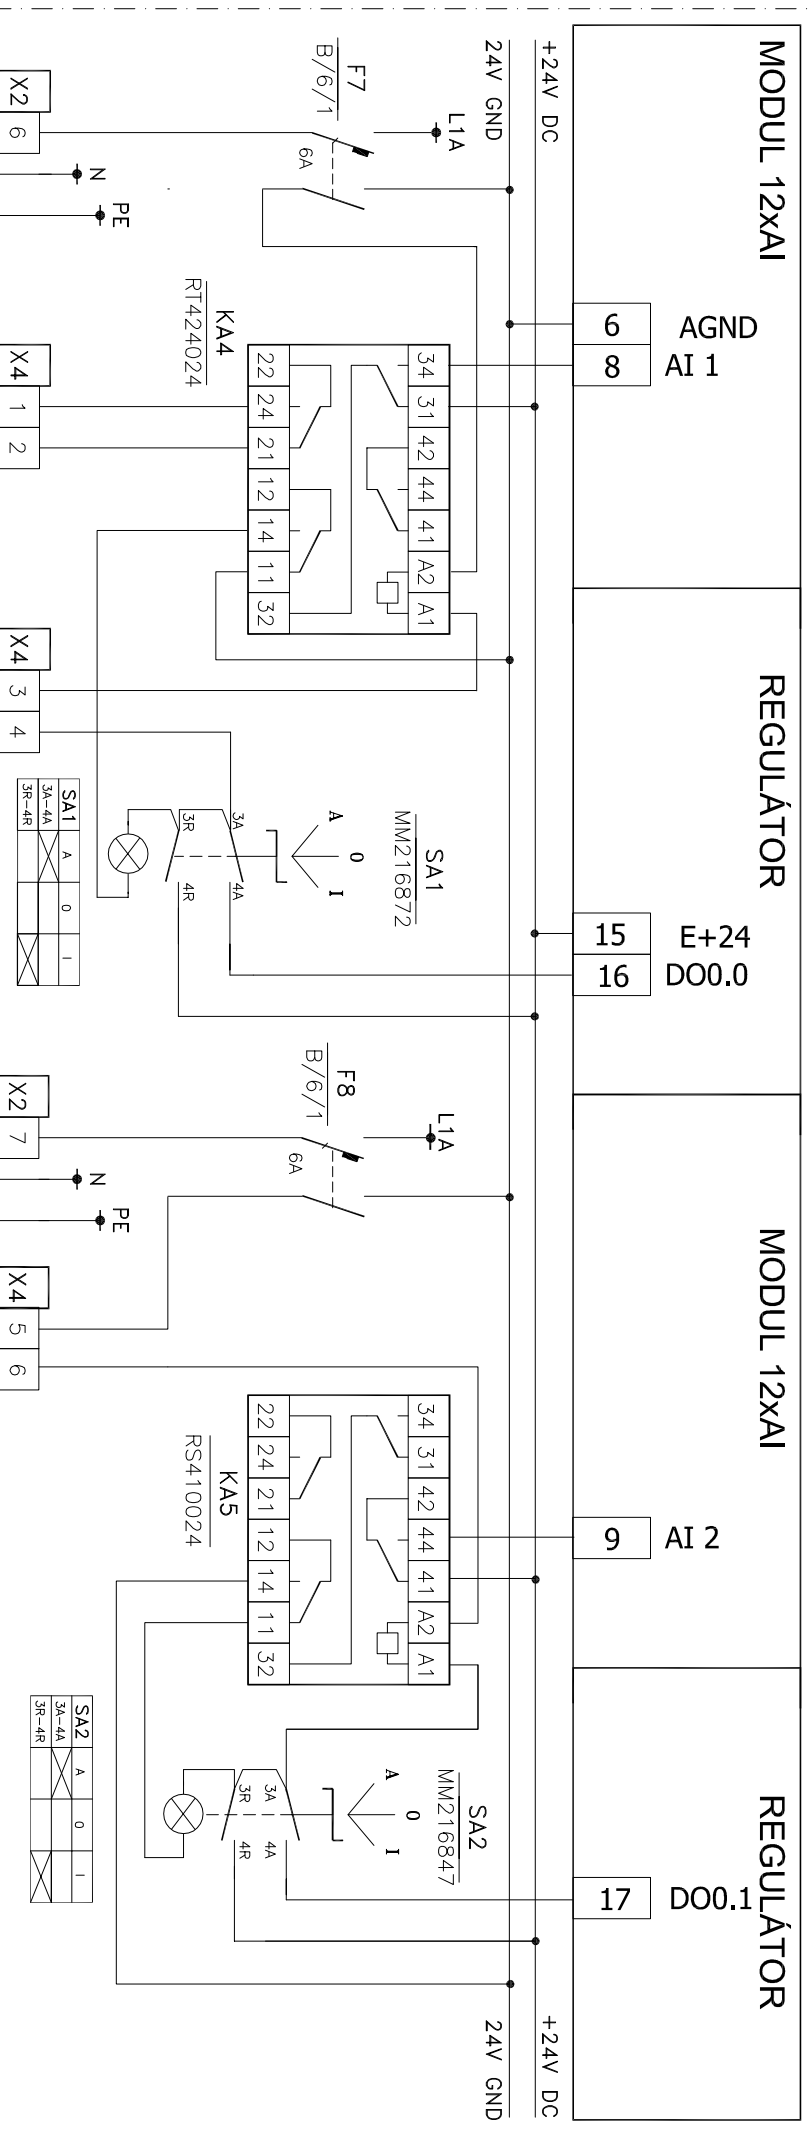 MODUL 12xAI
REGULÁTOR
MODUL 12xAI
REGULÁTOR
6 AGND
8 AI 1
15 E+24
16 DO0.0
9 AI 2
17 DO0.1
+24V DC
+24V DC
24V GND
24V GND
F7
B/6/1
6A
L1A
KA4
RT424024
34 31 42 44 41 A2 A1
22 24 21 12 14 11 32
SA1
MM216872
A 0 I
3A 4A
3R 4R
F8
B/6/1
6A
L1A
KA5
RS410024
34 31 42 44 41 A2 A1
22 24 21 12 14 11 32
SA2
MM216847
A 0 I
3A 4A
3R 4R
N
PE
N
PE
SA1 A 0 I
3A-4A
3R-4R
SA2 A 0 I
3A-4A
3R-4R
X2 6
X4 1 2
X4 3 4
X2 7
X4 5 6